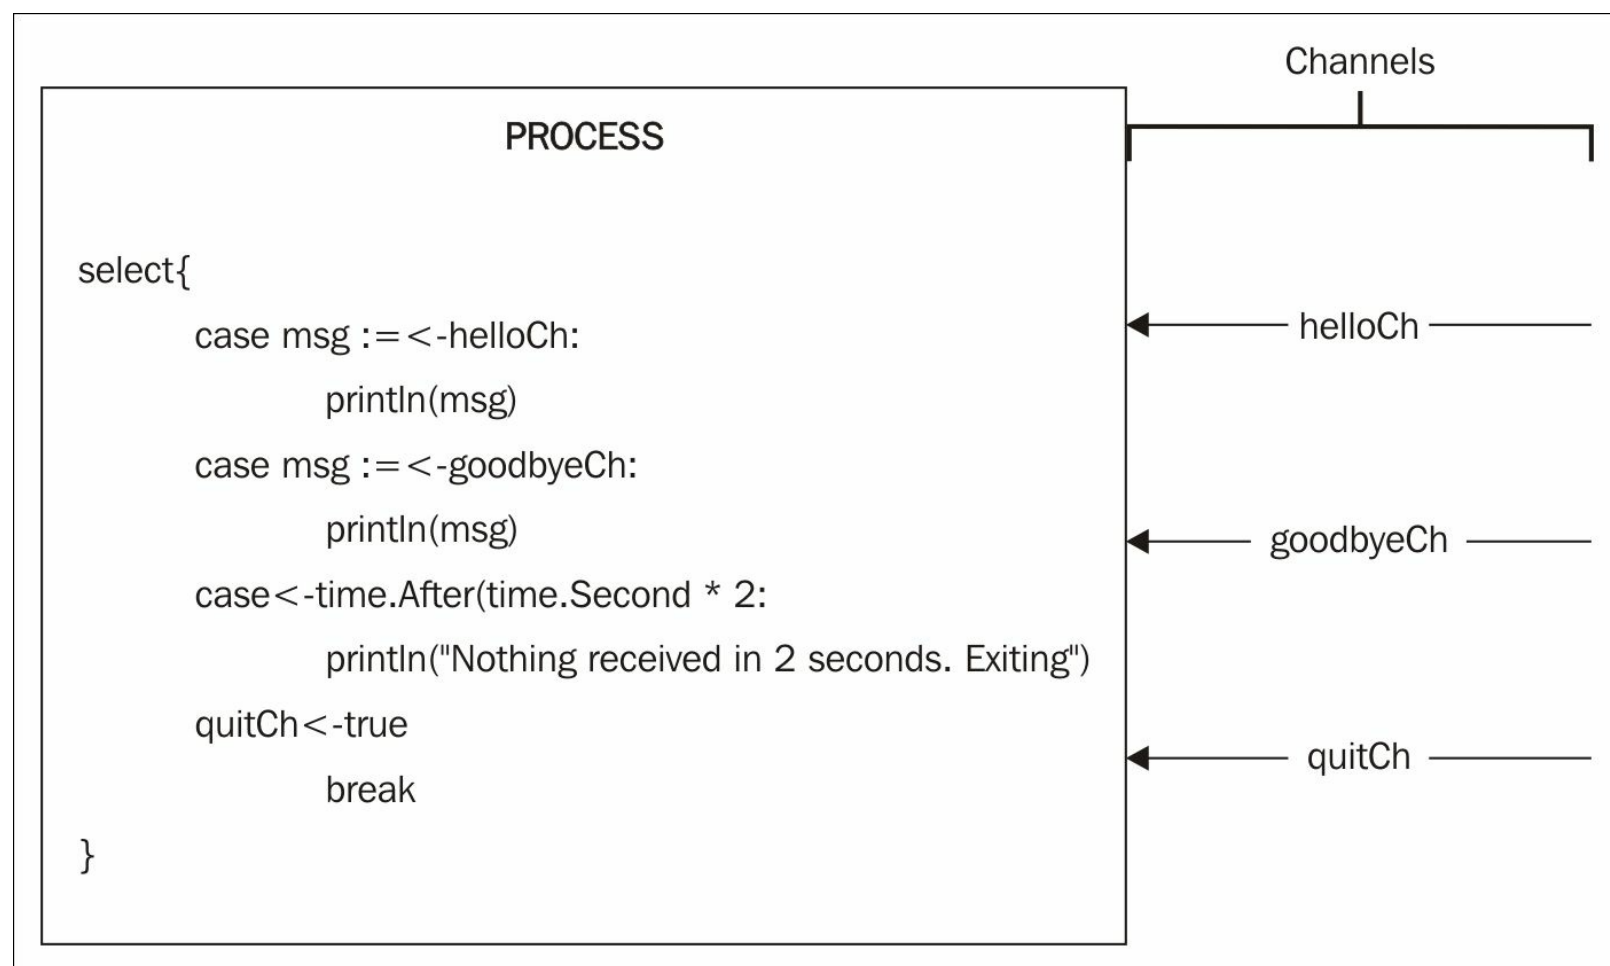 Channels
PROCESS
select{
case msg :=<-helloCh:
println(msg)
case msg :=<-goodbyeCh:
println(msg)
case<-time.After(time.Second * 2:
println("Nothing received in 2 seconds. Exiting")
quitCh<-true
break
}
helloCh
goodbyeCh
quitCh